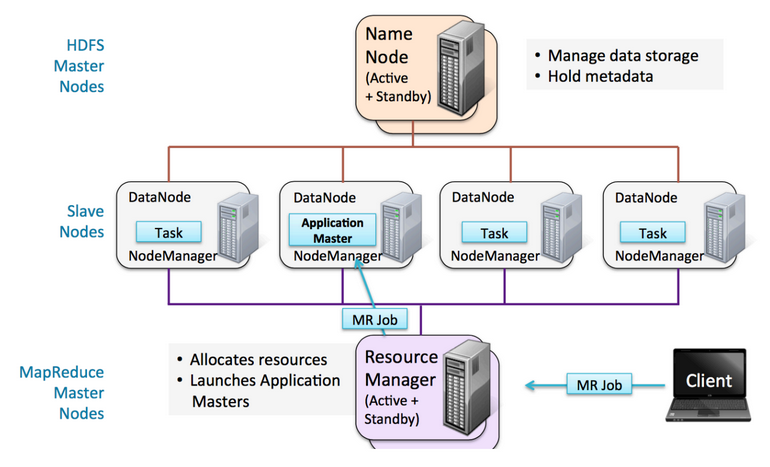 HDFS
Master
Nodes
Name
Node
(Active
+ Standby)
• Manage data storage
• Hold metadata
Slave
Nodes
DataNode
Task
NodeManager
DataNode
Application
Master
NodeManager
DataNode
Task
NodeManager
DataNode
Task
NodeManager
MR Job
MapReduce
Master
Nodes
• Allocates resources
• Launches Application
Masters
Resource
Manager
(Active +
Standby)
MR Job
Client